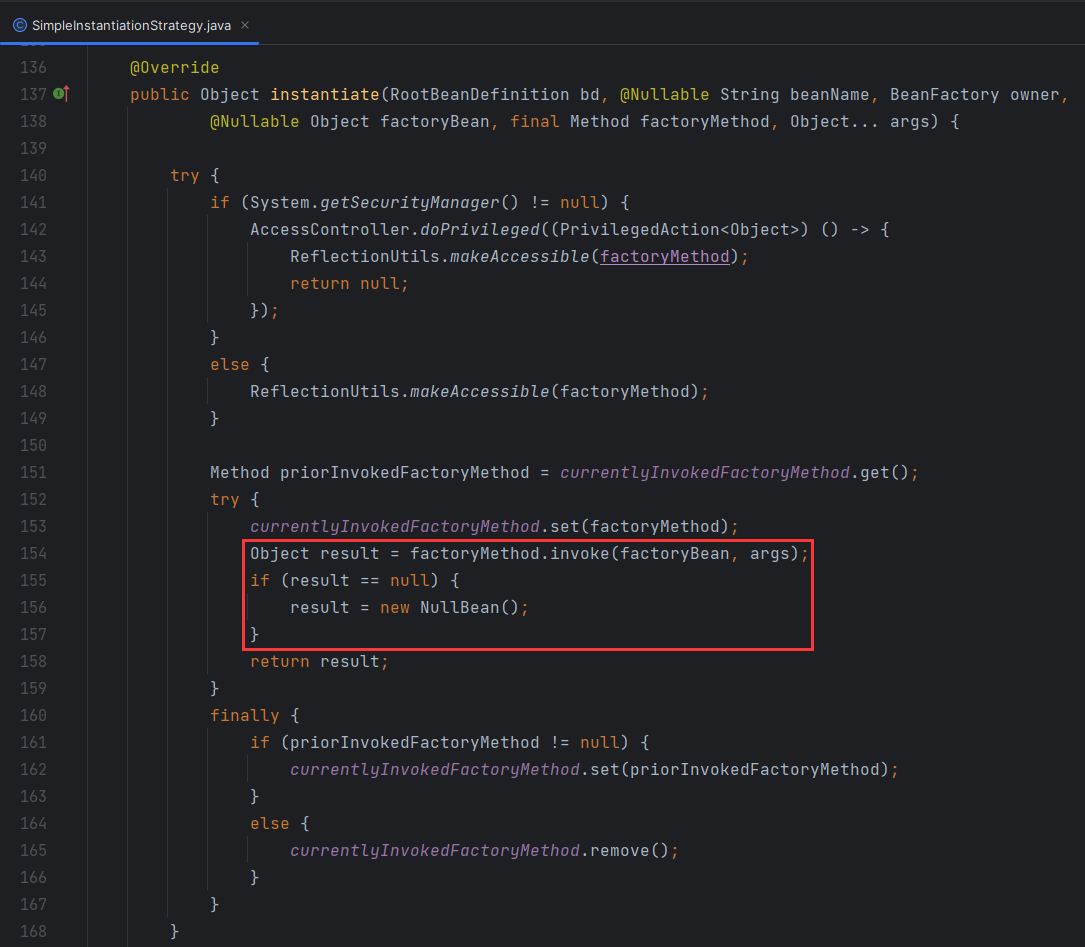 SimpleInstantiationStrategy.java
136 @Override
137 public Object instantiate(RootBeanDefinition bd, @Nullable String beanName, BeanFactory owner,
138 @Nullable Object factoryBean, final Method factoryMethod, Object... args) {
139
140 try {
141 if (System.getSecurityManager() != null) {
142 AccessController.doPrivileged((PrivilegedAction<Object>) () -> {
143 ReflectionUtils.makeAccessible(factoryMethod);
144 return null;
145 });
146 }
147 else {
148 ReflectionUtils.makeAccessible(factoryMethod);
149 }
150
151 Method priorInvokedFactoryMethod = currentlyInvokedFactoryMethod.get();
152 try {
153 currentlyInvokedFactoryMethod.set(factoryMethod);
154 Object result = factoryMethod.invoke(factoryBean, args);
155 if (result == null) {
156 result = new NullBean();
157 }
158 return result;
159 }
160 finally {
161 if (priorInvokedFactoryMethod != null) {
162 currentlyInvokedFactoryMethod.set(priorInvokedFactoryMethod);
163 }
164 else {
165 currentlyInvokedFactoryMethod.remove();
166 }
167 }
168 }